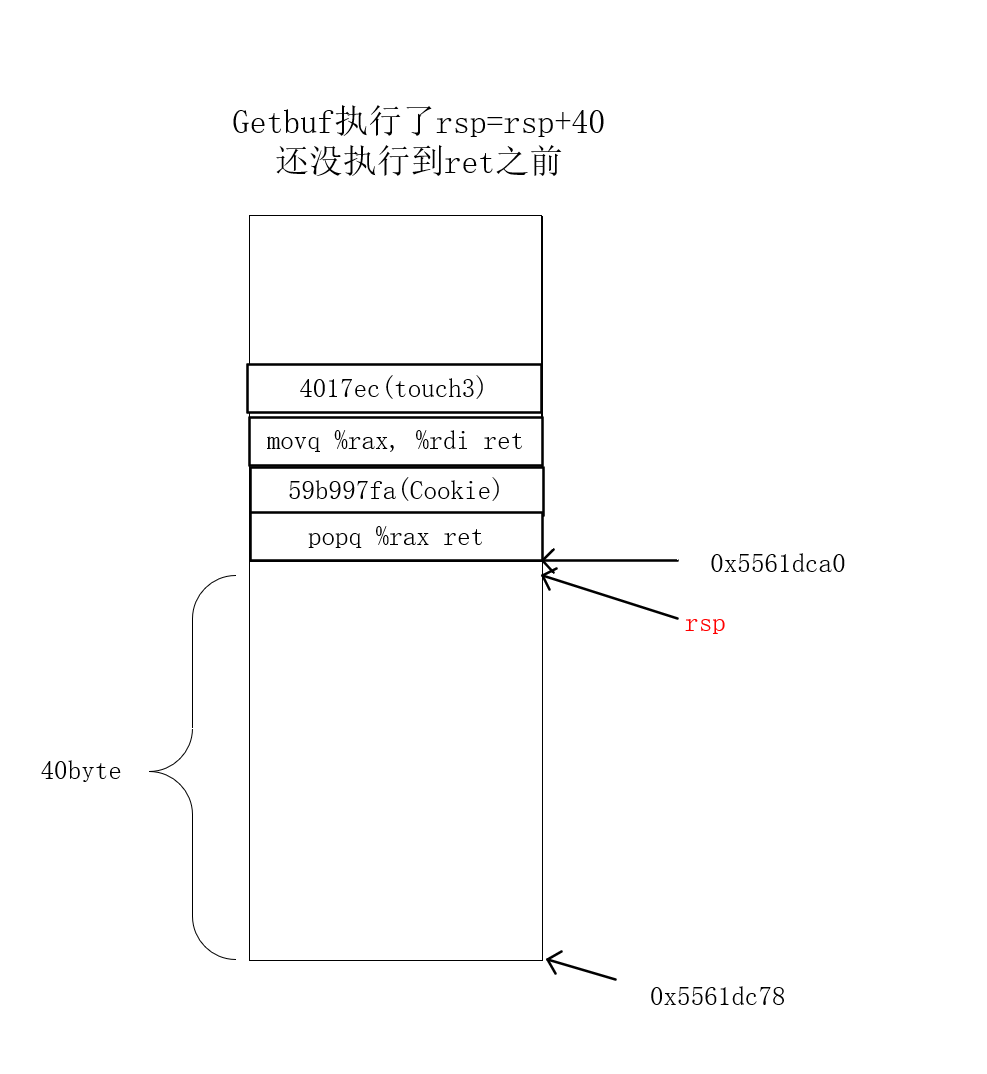 Getbuf执行了rsp=rsp+40
还没执行到ret之前
4017ec(touch3)
movq %rax, %rdi ret
59b997fa(Cookie)
popq %rax ret
0x5561dca0
rsp
40byte
0x5561dc78